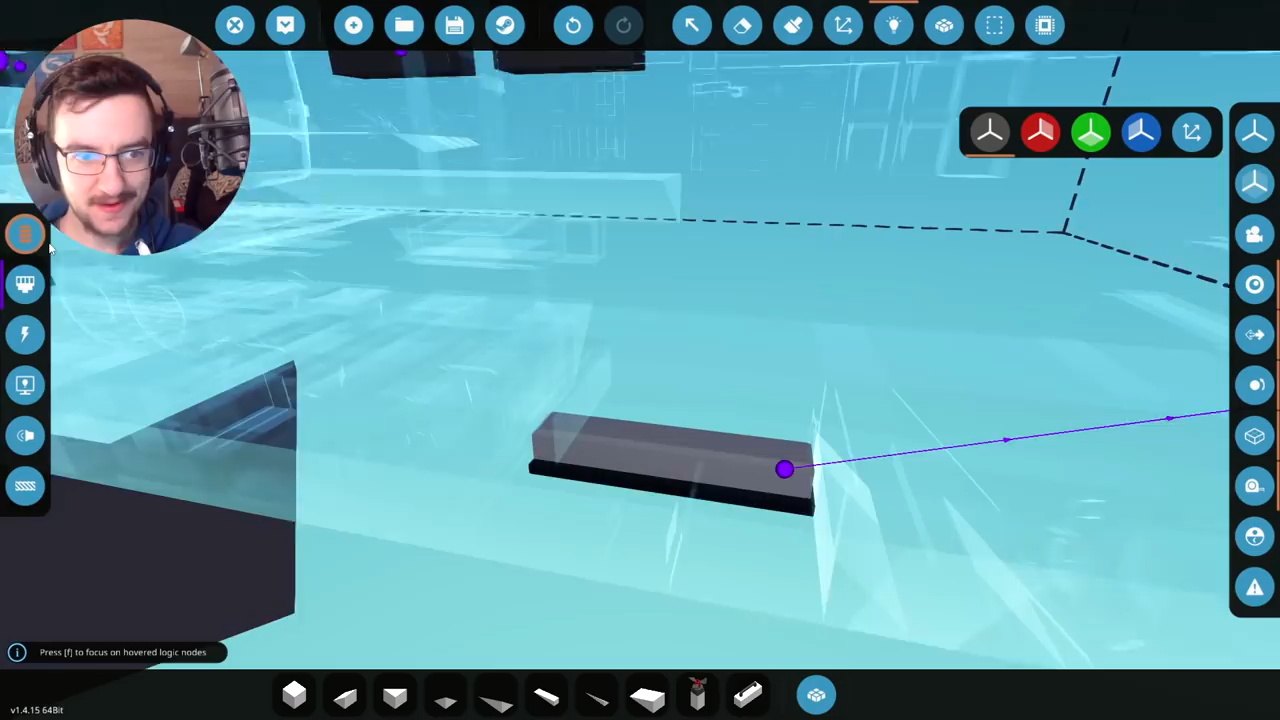 Press [f] to focus on hovered logic nodes
v1.4.15 64Bit